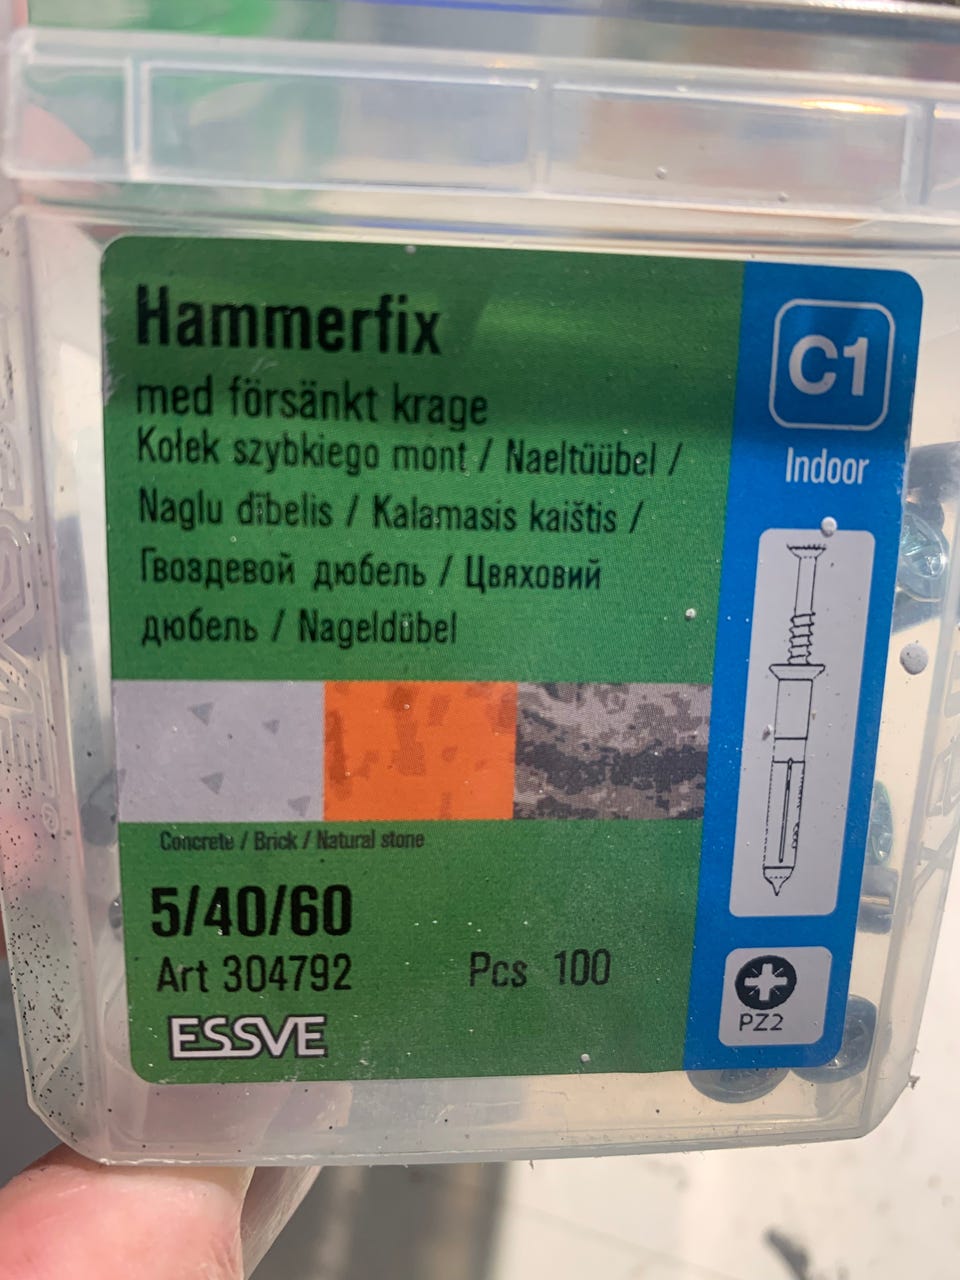 Hammerfix
med försänkt krage
Kołek szybkiego mont / Naeltüübel /
Naglu dībelis / Kalamasis kaištis /
Гвоздевой дюбель / Цвяховий
дюбель / Nageldübel
Concrete / Brick / Natural stone
5/40/60
Art 304792 Pcs 100
ESSVE
C1
Indoor
PZ2